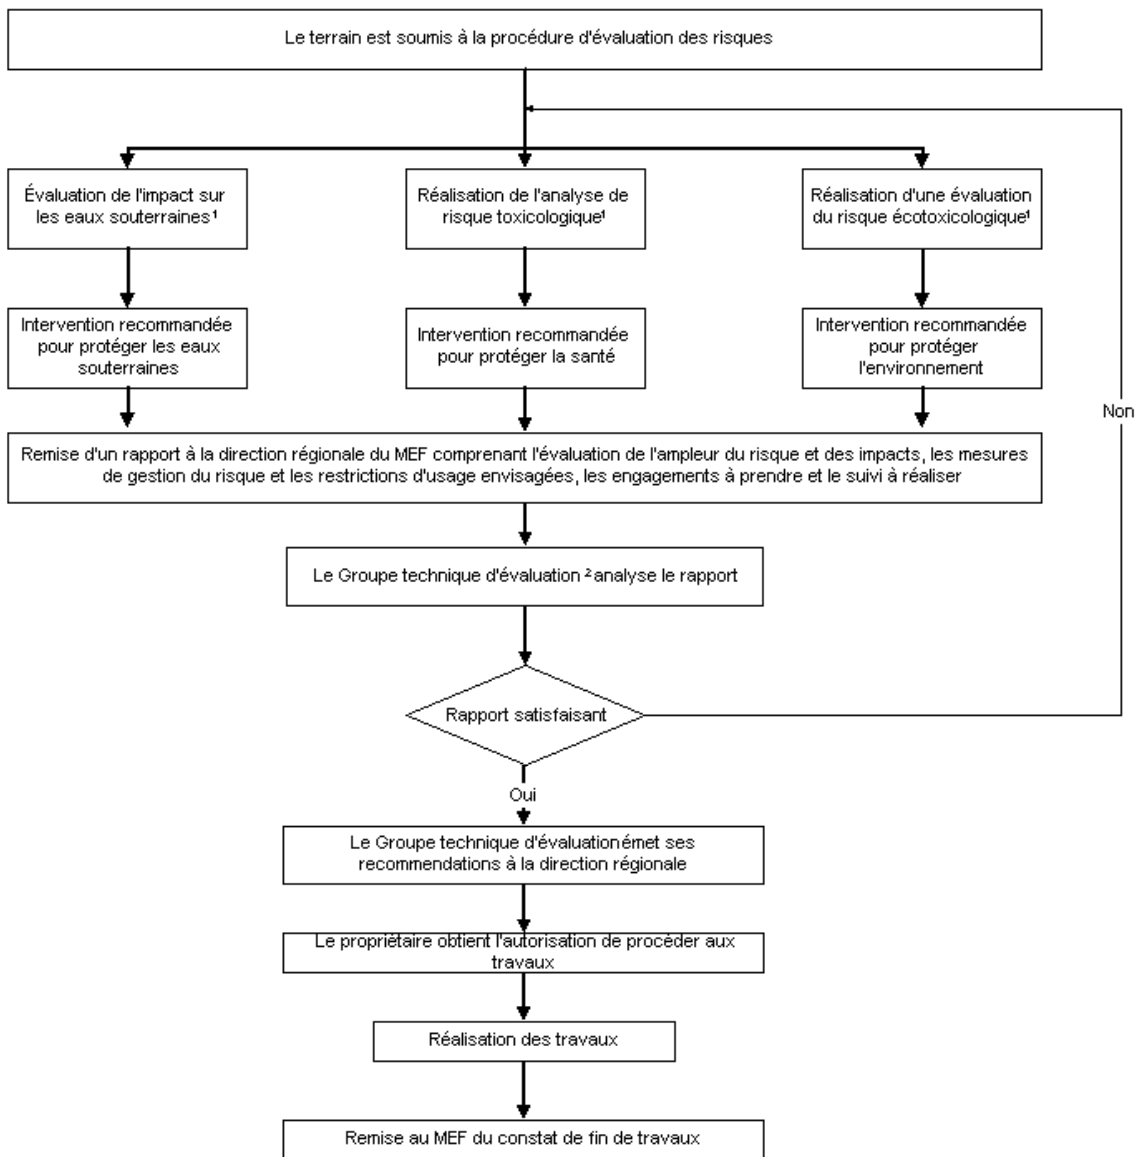 Le terrain est soumis à la procédure d'évaluation des risques
Évaluation de l'impact sur
les eaux souterraines¹
Réalisation de l'analyse de
risque toxicologique¹
Réalisation d'une évaluation
du risque écotoxicologique¹
Intervention recommandée
pour protéger les eaux
souterraines
Intervention recommandée
pour protéger la santé
Intervention recommandée
pour protéger
l'environnement
Non
Remise d'un rapport à la direction régionale du MEF comprenant l'évaluation de l'ampleur du risque et des impacts, les mesures
de gestion du risque et les restrictions d'usage envisagées, les engagements à prendre et le suivi à réaliser
Le Groupe technique d'évaluation ² analyse le rapport
Rapport satisfaisant
Oui
Le Groupe technique d'évaluation émet ses
recommendations à la direction régionale
Le propriétaire obtient l'autorisation de procéder aux
travaux
Réalisation des travaux
Remise au MEF du constat de fin de travaux